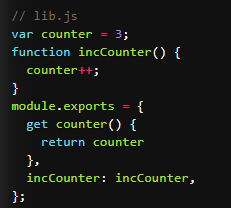 // lib.js
var counter = 3;
function incCounter() {
  counter++;
}
module.exports = {
  get counter() {
    return counter
  },
  incCounter: incCounter,
};